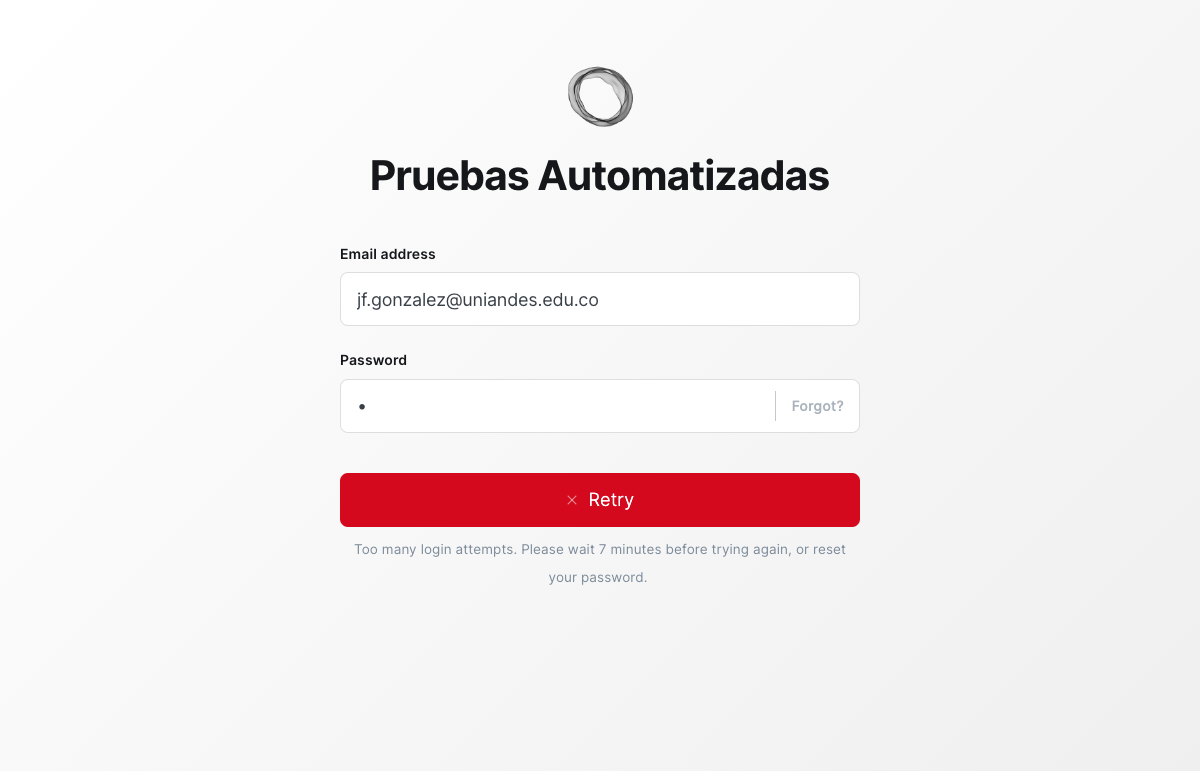 Pruebas Automatizadas
Email address
jf.gonzalez@uniandes.edu.co
Password
•
Forgot?
× Retry
Too many login attempts. Please wait 7 minutes before trying again, or reset
your password.